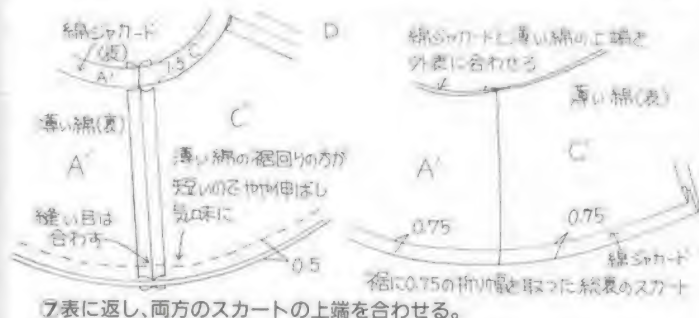 綿ジャカード
(表)
A'
1.5
C
D
薄い綿(裏)
A'
C'
薄い綿の裾回りの方が
短いのでやや伸ばし
気味に
縫い目は
合わす
0.5
綿ジャカードと薄い綿の上端を
外表に合わせる
薄い綿(表)
A'
C'
0.75
0.75
綿ジャカード
裾に0.75の折り幅を取った総裏のスカート
⑦表に返し、両方のスカートの上端を合わせる。